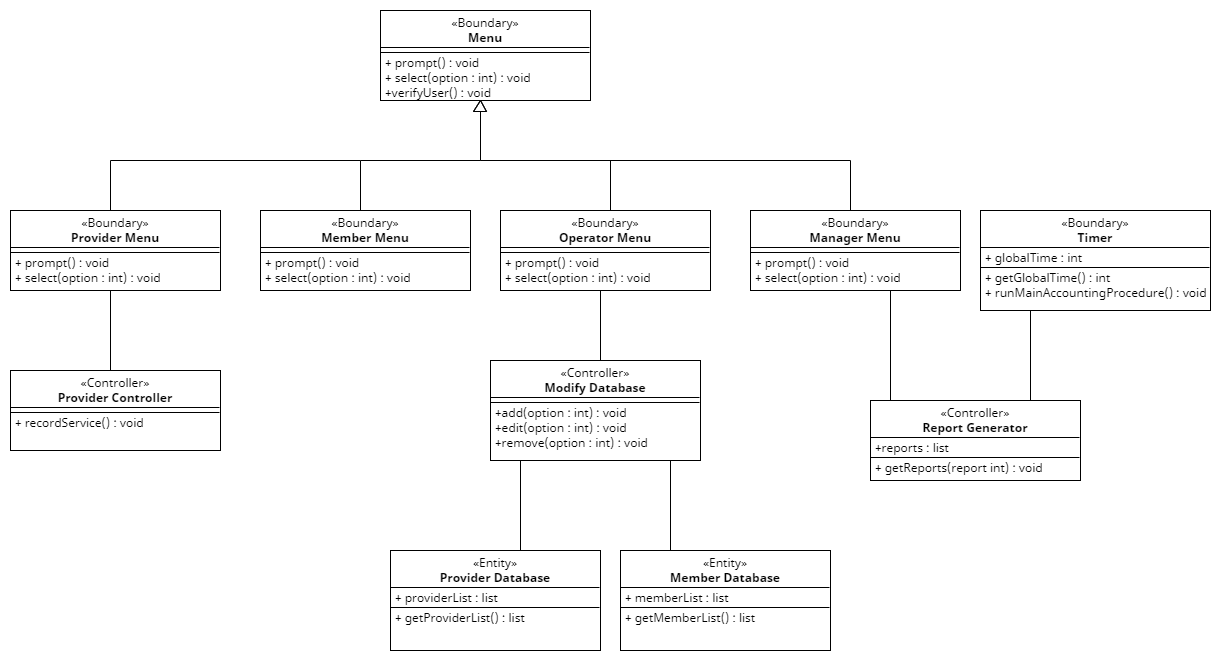 «Boundary»
Menu
+ prompt() : void
+ select(option : int) : void
+verifyUser() : void
«Boundary»
Provider Menu
+ prompt() : void
+ select(option : int) : void
«Boundary»
Member Menu
+ prompt() : void
+ select(option : int) : void
«Boundary»
Operator Menu
+ prompt() : void
+ select(option : int) : void
«Boundary»
Manager Menu
+ prompt() : void
+ select(option : int) : void
«Boundary»
Timer
+ globalTime : int
+ getGlobalTime() : int
+ runMainAccountingProcedure() : void
«Controller»
Provider Controller
+ recordService() : void
«Controller»
Modify Database
+add(option : int) : void
+edit(option : int) : void
+remove(option : int) : void
«Controller»
Report Generator
+reports : list
+ getReports(report int) : void
«Entity»
Provider Database
+ providerList : list
+ getProviderList() : list
«Entity»
Member Database
+ memberList : list
+ getMemberList() : list